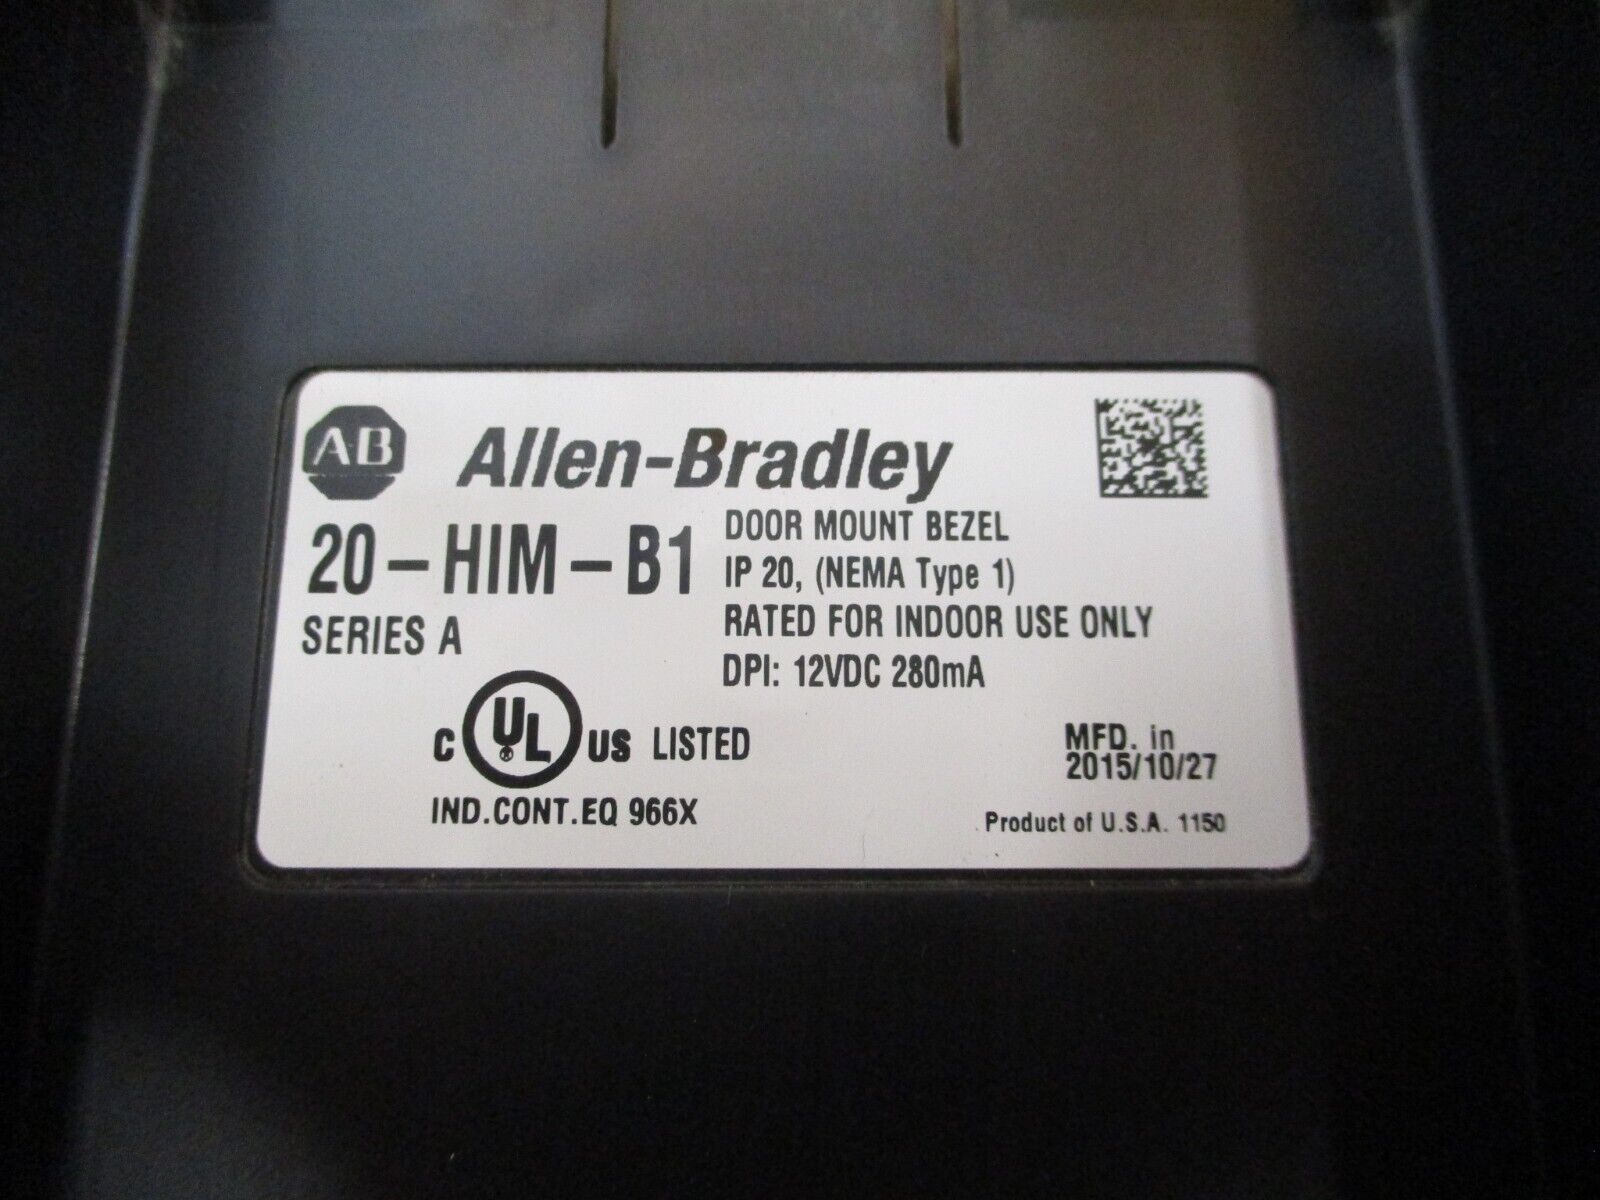 A-B Allen-Bradley
20-HIM-B1
SERIES A
DOOR MOUNT BEZEL
IP 20, (NEMA Type 1)
RATED FOR INDOOR USE ONLY
DPI: 12VDC 280mA
C UL US LISTED
IND.CONT.EQ 966X
MFD. in
2015/10/27
Product of U.S.A. 1150